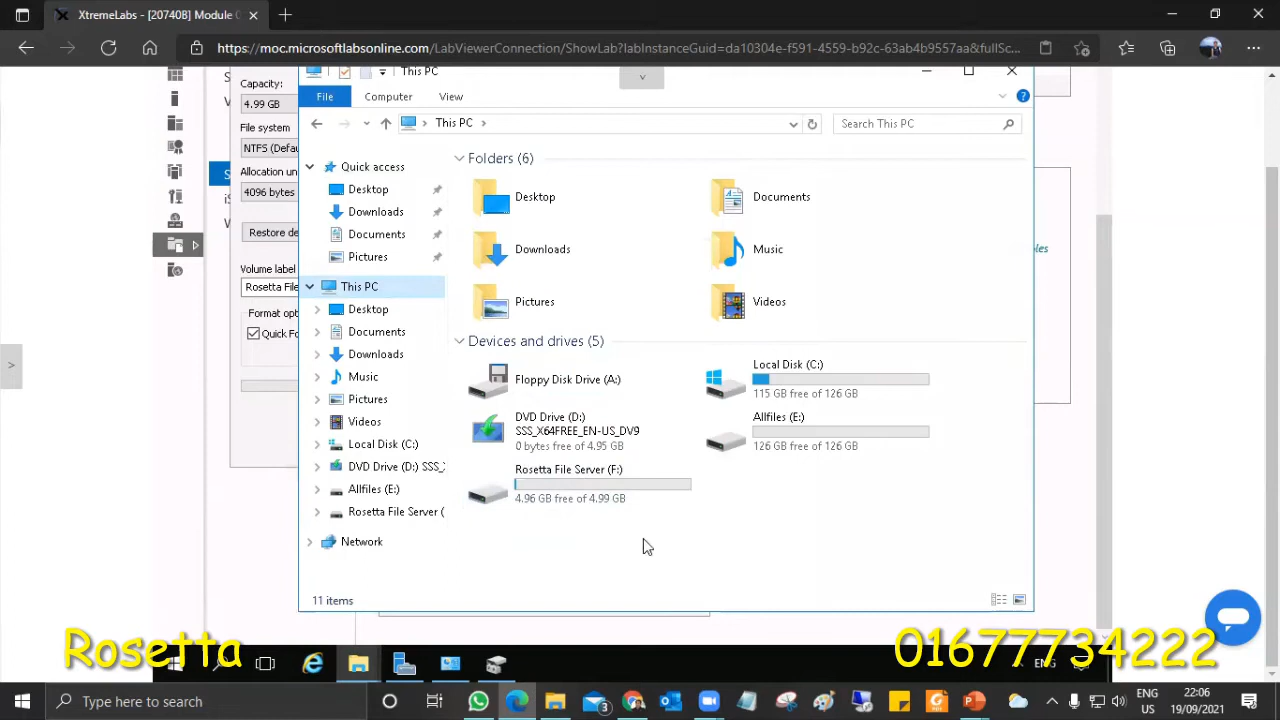 XtremeLabs - [207408] Module
https://moc.microsoftlabsonline.com/LabViewerConnection/ShowLab?labInstanceGuid=da10304e-f591-4559-b92c-63ab4b9557aa&fullSc...
This PC
File Computer View
This PC
Search This PC
Capacity:
4.99 GB
File system
NTFS (Defau
Allocation un
4096 bytes
Restore de
Volume label
Rosetta File
Format opt
Quick Fo
Quick access
Desktop
Downloads
Documents
Pictures
This PC
Desktop
Documents
Downloads
Music
Pictures
Videos
Local Disk (C:)
DVD Drive (D:) SSS_
Allfiles (E:)
Rosetta File Server (
Network
Folders (6)
Desktop
Documents
Downloads
Music
Pictures
Videos
Devices and drives (5)
Floppy Disk Drive (A:)
Local Disk (C:)
115 GB free of 126 GB
DVD Drive (D:)
SSS_X64FREE_EN-US_DV9
0 bytes free of 4.95 GB
Allfiles (E:)
126 GB free of 126 GB
Rosetta File Server (F:)
4.96 GB free of 4.99 GB
11 items
Rosetta
01677734222
ENG
Type here to search
3
ENG
22:06
19/09/2021